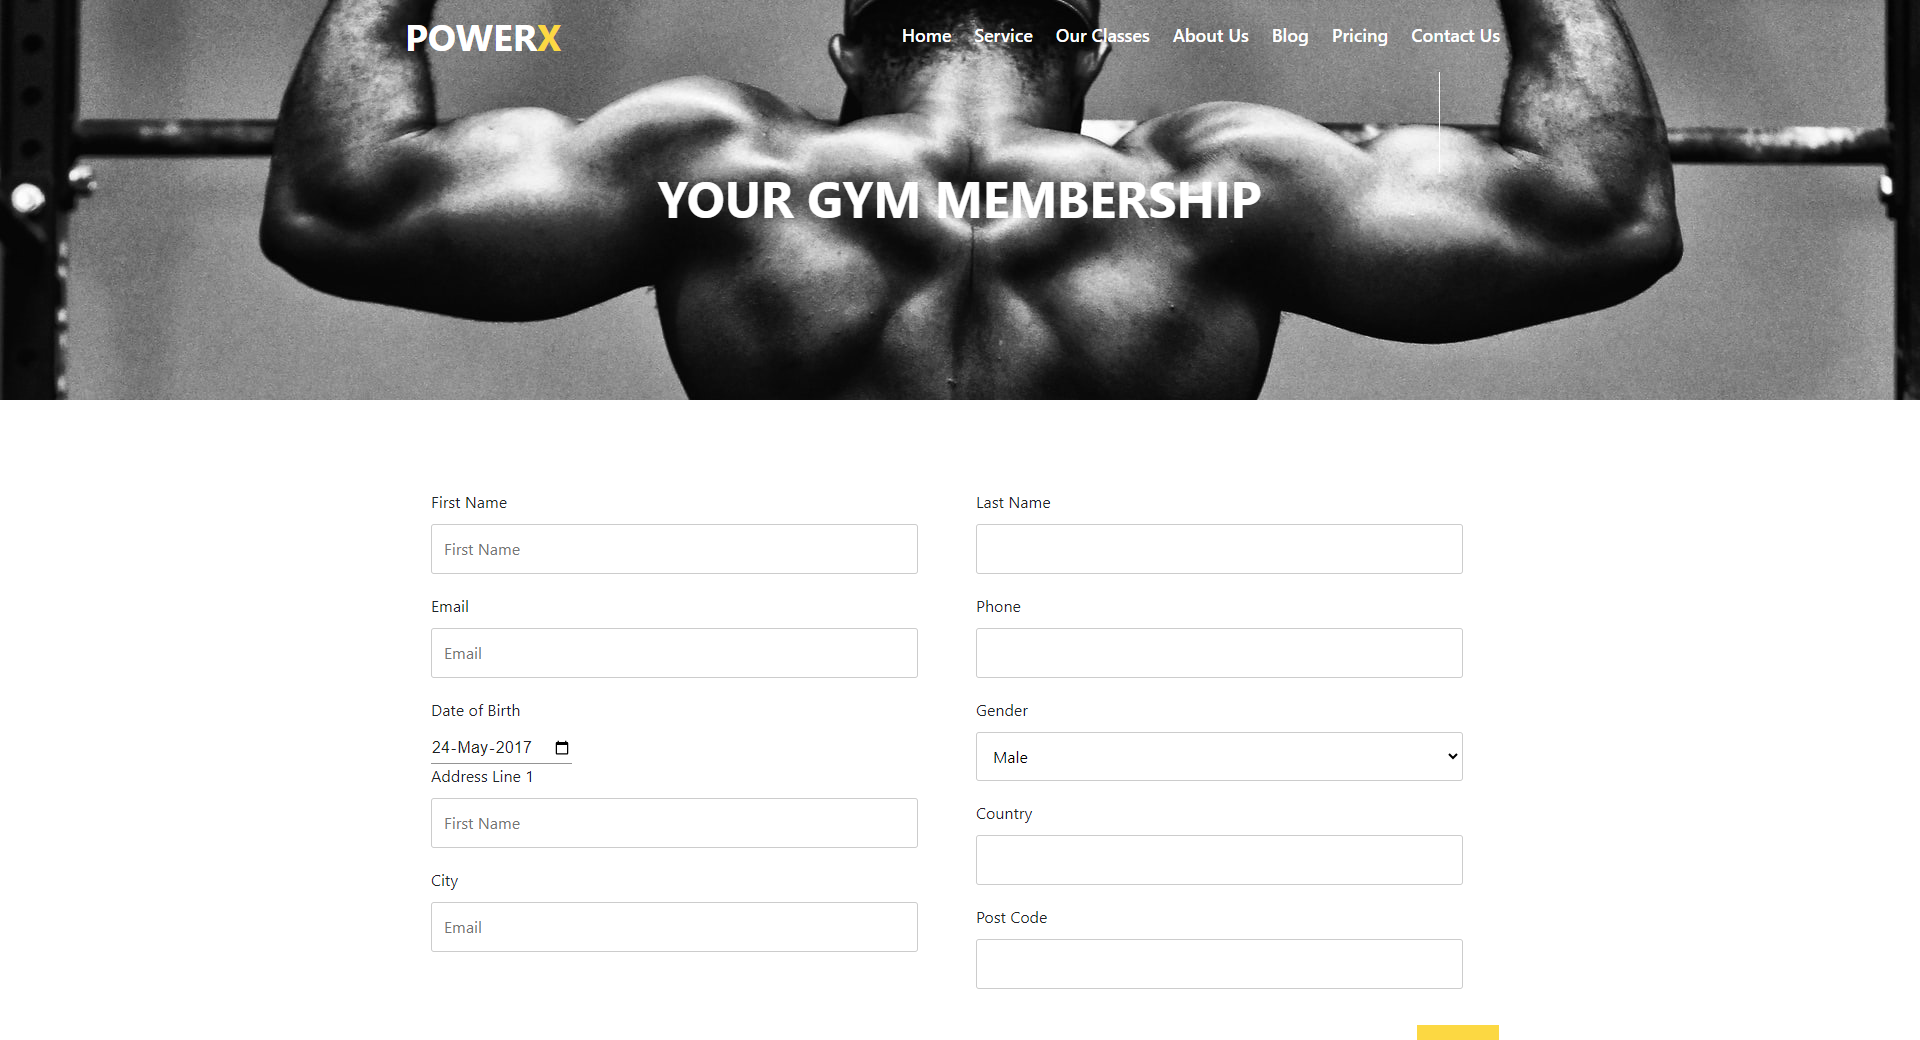 POWERX
Home Service Our Classes About Us Blog Pricing Contact Us
YOUR GYM MEMBERSHIP
First Name
Last Name
First Name
Email
Phone
Email
Date of Birth
Gender
24-May-2017
Male
Address Line 1
Country
First Name
City
Post Code
Email